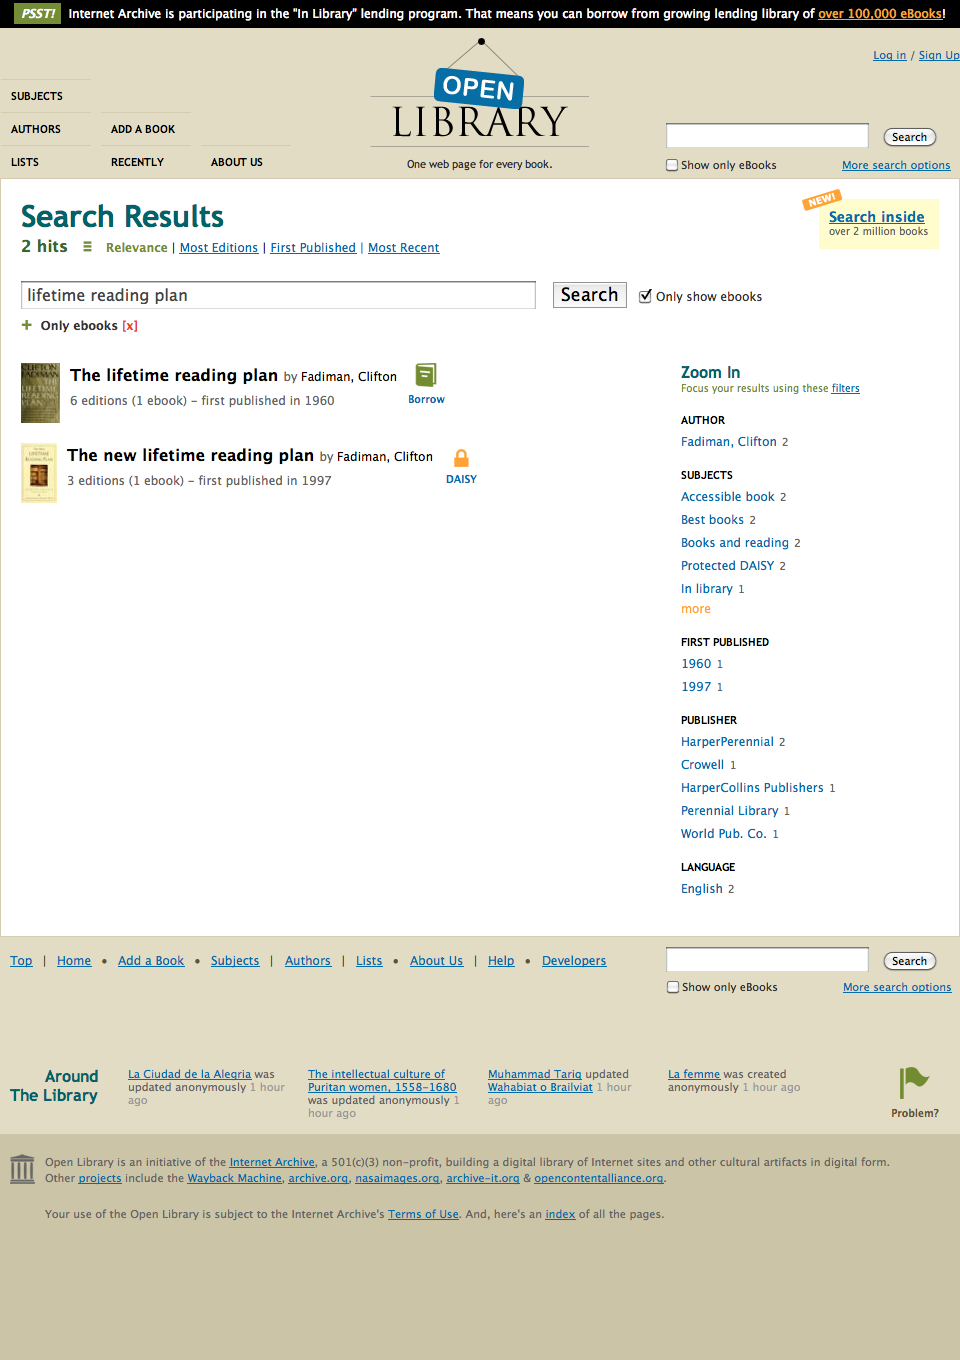 PSST! Internet Archive is participating in the "In Library" lending program. That means you can borrow from growing lending library of over 100,000 eBooks!
Log in / Sign Up
OPEN
LIBRARY
One web page for every book.
SUBJECTS
AUTHORS ADD A BOOK
LISTS RECENTLY ABOUT US
Search
Show only eBooks More search options
Search Results
2 hits Relevance | Most Editions | First Published | Most Recent
NEW!
Search inside
over 2 million books
lifetime reading plan Search Only show ebooks
+ Only ebooks [x]
CLIFTON
FADIMAN
THE
LIFETIME
READING
PLAN
The lifetime reading plan by Fadiman, Clifton
6 editions (1 ebook) – first published in 1960
Borrow
LIFETIME
READING PLAN
The new lifetime reading plan by Fadiman, Clifton
3 editions (1 ebook) – first published in 1997
DAISY
Zoom In
Focus your results using these filters
AUTHOR
Fadiman, Clifton 2
SUBJECTS
Accessible book 2
Best books 2
Books and reading 2
Protected DAISY 2
In library 1
more
FIRST PUBLISHED
1960 1
1997 1
PUBLISHER
HarperPerennial 2
Crowell 1
HarperCollins Publishers 1
Perennial Library 1
World Pub. Co. 1
LANGUAGE
English 2
Top | Home • Add a Book • Subjects | Authors | Lists • About Us | Help • Developers
Search
Show only eBooks More search options
Around
The Library
La Ciudad de la Alegria was
updated anonymously 1 hour
ago
The intellectual culture of
Puritan women, 1558-1680
was updated anonymously 1
hour ago
Muhammad Tariq updated
Wahabiat o Brailviat 1 hour
ago
La femme was created
anonymously 1 hour ago
Problem?
Open Library is an initiative of the Internet Archive, a 501(c)(3) non-profit, building a digital library of Internet sites and other cultural artifacts in digital form.
Other projects include the Wayback Machine, archive.org, nasaimages.org, archive-it.org & opencontentalliance.org.
Your use of the Open Library is subject to the Internet Archive's Terms of Use. And, here's an index of all the pages.